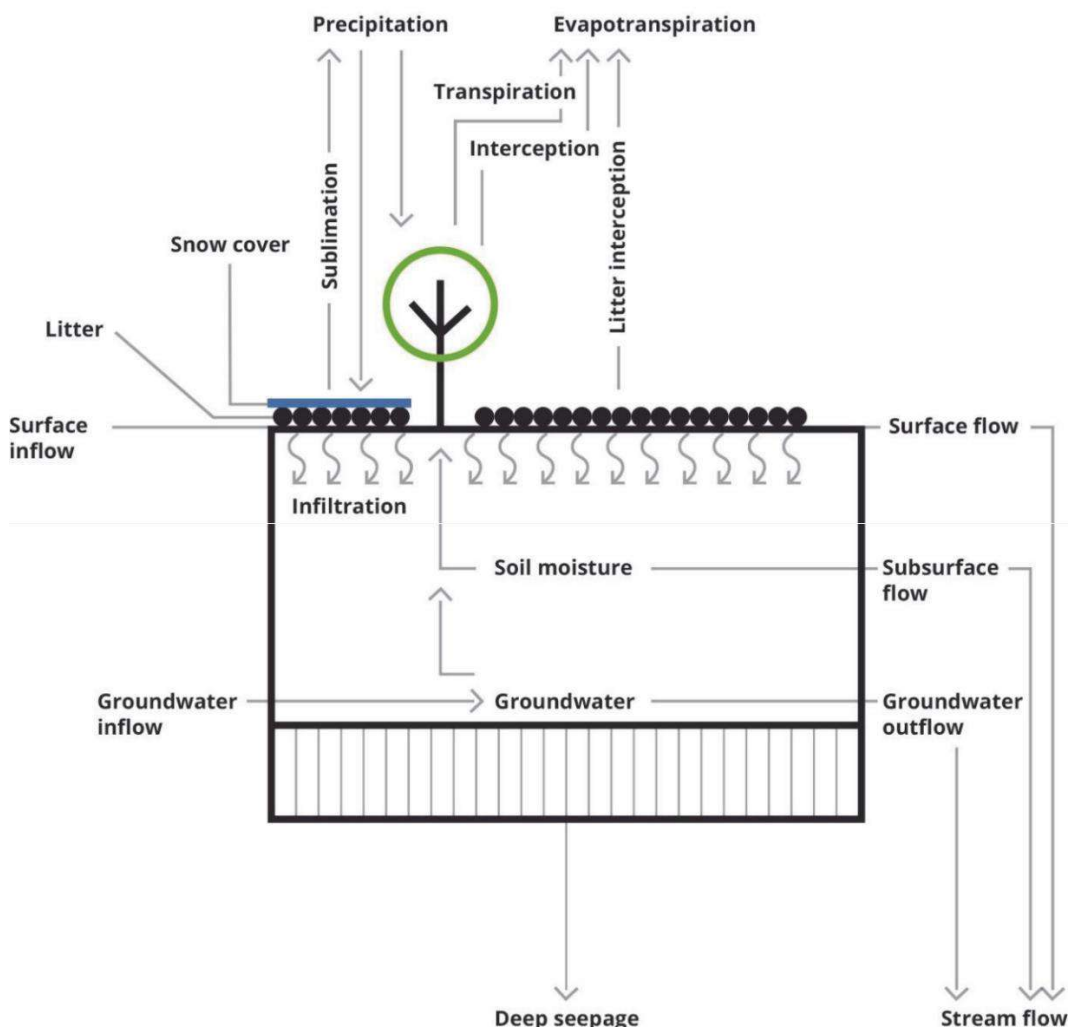 Precipitation
Evapotranspiration
Transpiration
Interception
Sublimation
Litter interception
Snow cover
Litter
Surface
inflow
Surface flow
Infiltration
Soil moisture
Subsurface
flow
Groundwater
inflow
Groundwater
Groundwater
outflow
Deep seepage
Stream flow